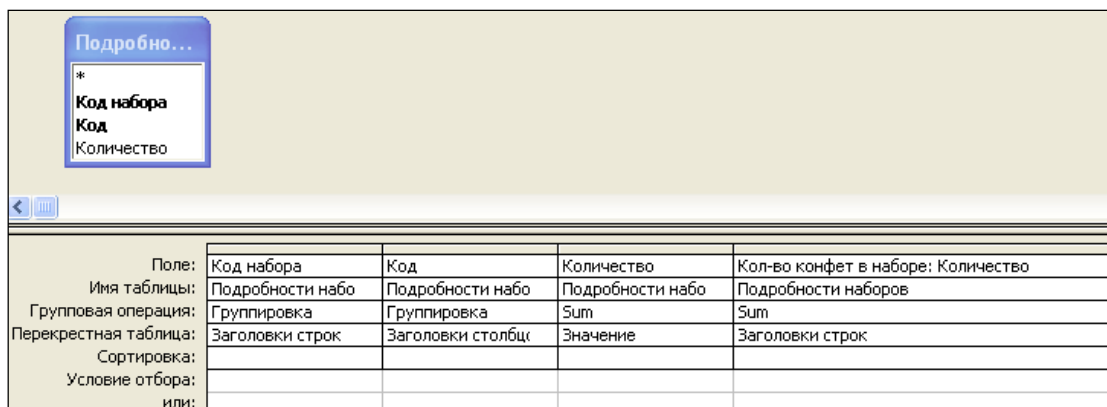 Подробно...
*
Код набора
Код
Количество
Поле: Код набора Код Количество Кол-во конфет в наборе: Количество
Имя таблицы: Подробности набо Подробности набо Подробности набо Подробности наборов
Групповая операция: Группировка Группировка Sum Sum
Перекрестная таблица: Заголовки строк Заголовки столбцо Значение Заголовки строк
Сортировка:
Условие отбора:
или: